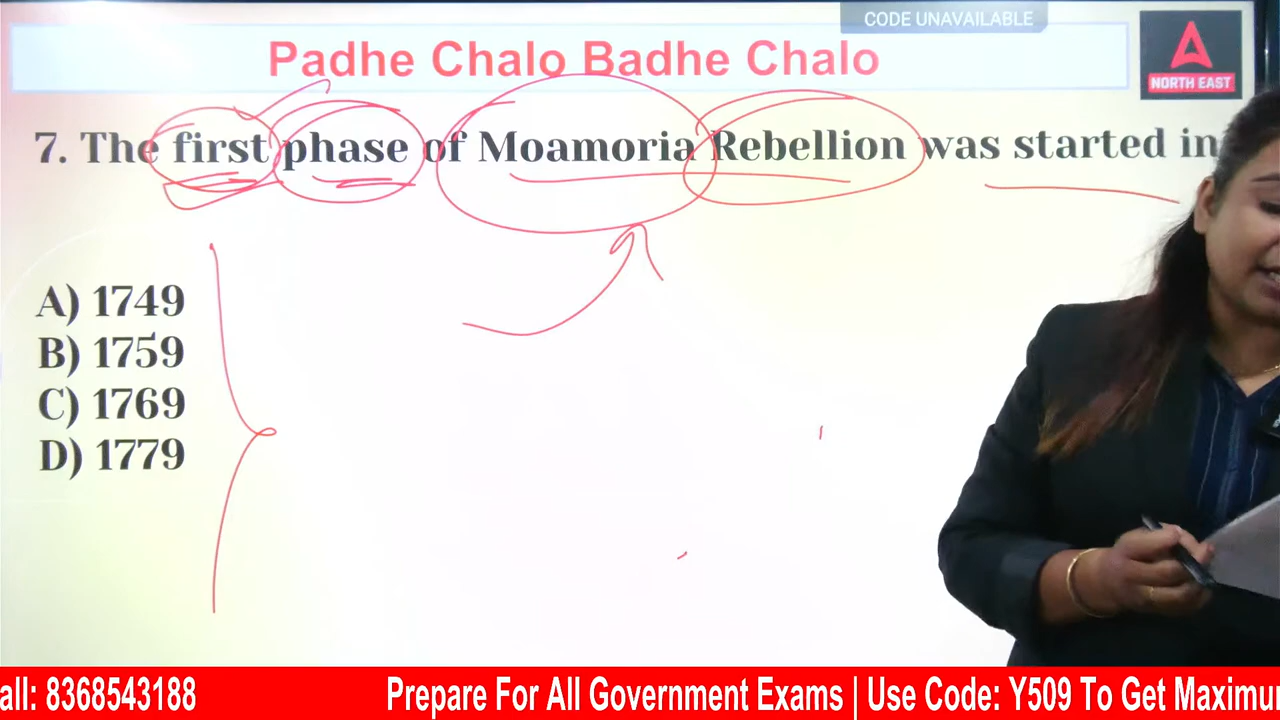 CODE UNAVAILABLE
Padhe Chalo Badhe Chalo
NORTH EAST
7. The first phase of Moamoria Rebellion was started in
A) 1749
B) 1759
C) 1769
D) 1779
all: 8368543188 Prepare For All Government Exams | Use Code: Y509 To Get Maximu